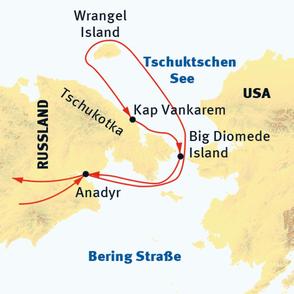 Wrangel
Island
Tschuktschen
See
USA
RUSSLAND
Tschukotka
Kap Vankarem
Big Diomede
Island
Anadyr
Bering Straße